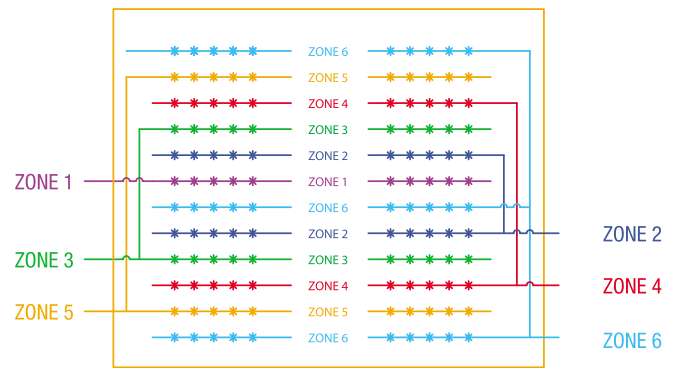 ZONE 6
ZONE 5
ZONE 4
ZONE 3
ZONE 2
ZONE 1 ZONE 1
ZONE 6
ZONE 2 ZONE 2
ZONE 3 ZONE 3
ZONE 4 ZONE 4
ZONE 5 ZONE 5
ZONE 6 ZONE 6